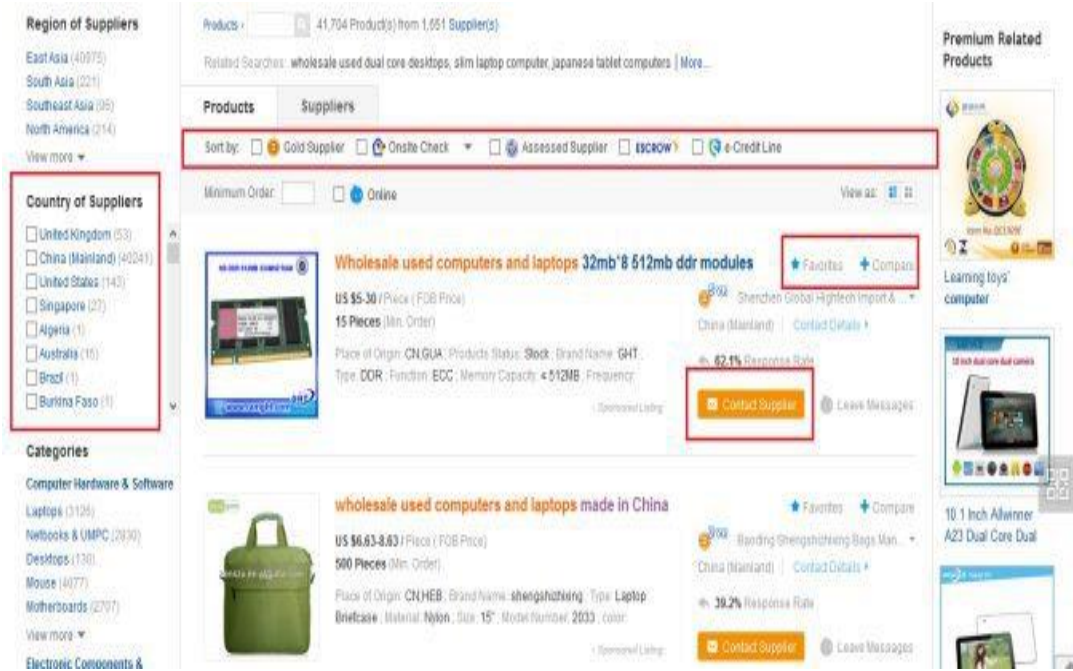 Region of Suppliers
East Asia (40975)
South Asia (221)
Southeast Asia (95)
North America (214)
View more
Country of Suppliers
United Kingdom (53)
China (Mainland) (40241)
United States (143)
Singapore (27)
Algeria (1)
Australia (16)
Brazil (1)
Burkina Faso (1)
Categories
Computer Hardware & Software
Laptops (3126)
Netbooks & UMPC (2830)
Desktops (130)
Mouse (4077)
Motherboards (2707)
View more
Electronic Components &
Products › 41,704 Product(s) from 1,651 Supplier(s)
Related Searches: wholesale used dual core desktops, slim laptop computer, japanese tablet computers | More...
Products Suppliers
Sort by: Gold Supplier Onsite Check Assessed Supplier ESCROW e-Credit Line
Minimum Order: Online View as:
Wholesale used computers and laptops 32mb*8 512mb ddr modules
US $5-30 / Piece ( FOB Price)
15 Pieces (Min. Order)
Place of Origin: CN;GUA Products Status: Stock Brand Name: GHT
Type: DDR Function: ECC Memory Capacity: <512MB Frequency:
Sponsored Listing
Favorites Compare
Shenzhen Global Hightech Import & ...
China (Mainland) Contact Details
62.1% Response Rate
Contact Supplier Leave Messages
wholesale used computers and laptops made in China
US $6.63-8.63 / Piece ( FOB Price)
500 Pieces (Min. Order)
Place of Origin: CN;HEB Brand Name: shengshizhixing Type: Laptop
Briefcase Material: Nylon Size: 15" Model Number: 2033 color:
Sponsored Listing
Favorites Compare
Baoding Shengshizhixing Bags Man...
China (Mainland) Contact Details
39.2% Response Rate
Contact Supplier Leave Messages
Premium Related
Products
Learning toys'
computer
10 inch dual core dual camera
10.1 Inch Allwinner
A23 Dual Core Dual